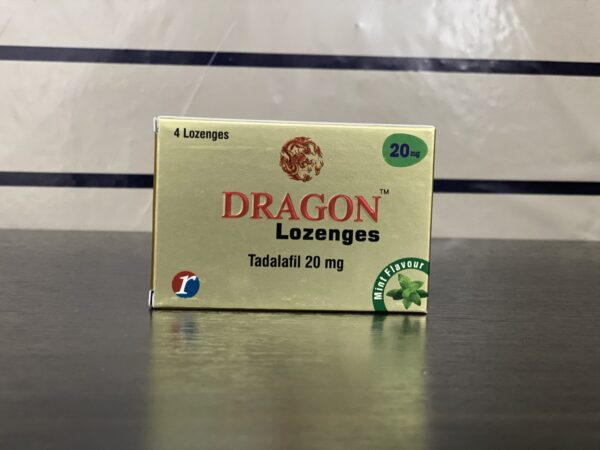 4 Lozenges
20mg
DRAGON™
Lozenges
Tadalafil 20 mg
r
Mint Flavour